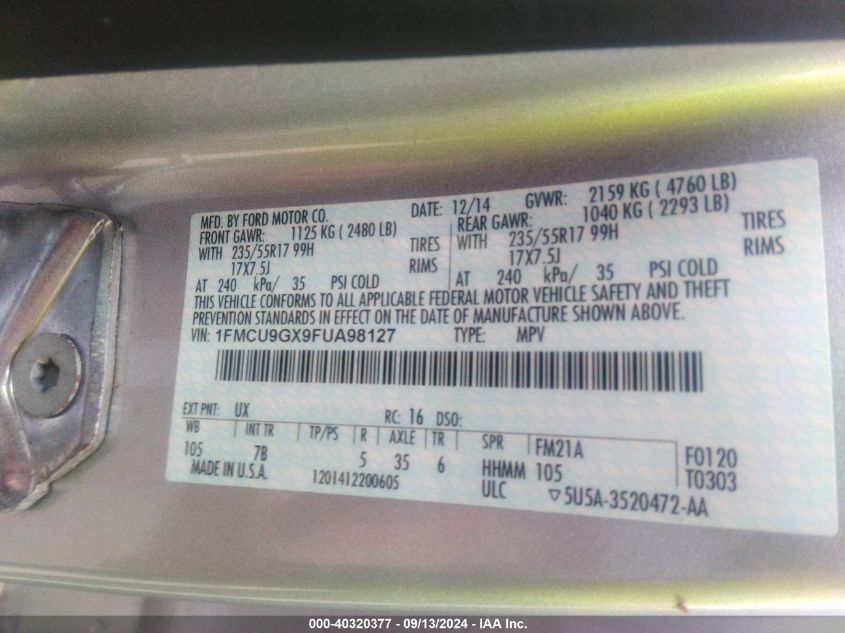 MFD. BY FORD MOTOR CO. DATE: 12/14 GVWR: 2159 KG ( 4760 LB)
FRONT GAWR: 1125 KG ( 2480 LB) REAR GAWR: 1040 KG ( 2293 LB)
WITH 235/55R17 99H TIRES WITH 235/55R17 99H TIRES
17X7.5J RIMS 17X7.5J RIMS
AT 240 kPa/ 35 PSI COLD AT 240 kPa/ 35 PSI COLD
THIS VEHICLE CONFORMS TO ALL APPLICABLE FEDERAL MOTOR VEHICLE SAFETY AND THEFT
PREVENTION STANDARDS IN EFFECT ON THE DATE OF MANUFACTURE SHOWN ABOVE.
VIN: 1FMCU9GX9FUA98127 TYPE: MPV
EXT PNT: UX RC: 16 DSO:
WB INT TR TP/PS R AXLE TR SPR FM21A F0120
105 7B 5 35 6 HHMM 105 T0303
MADE IN U.S.A. 1201412200605 ULC ▽5U5A-3520472-AA
000-40320377 - 09/13/2024 - IAA Inc.